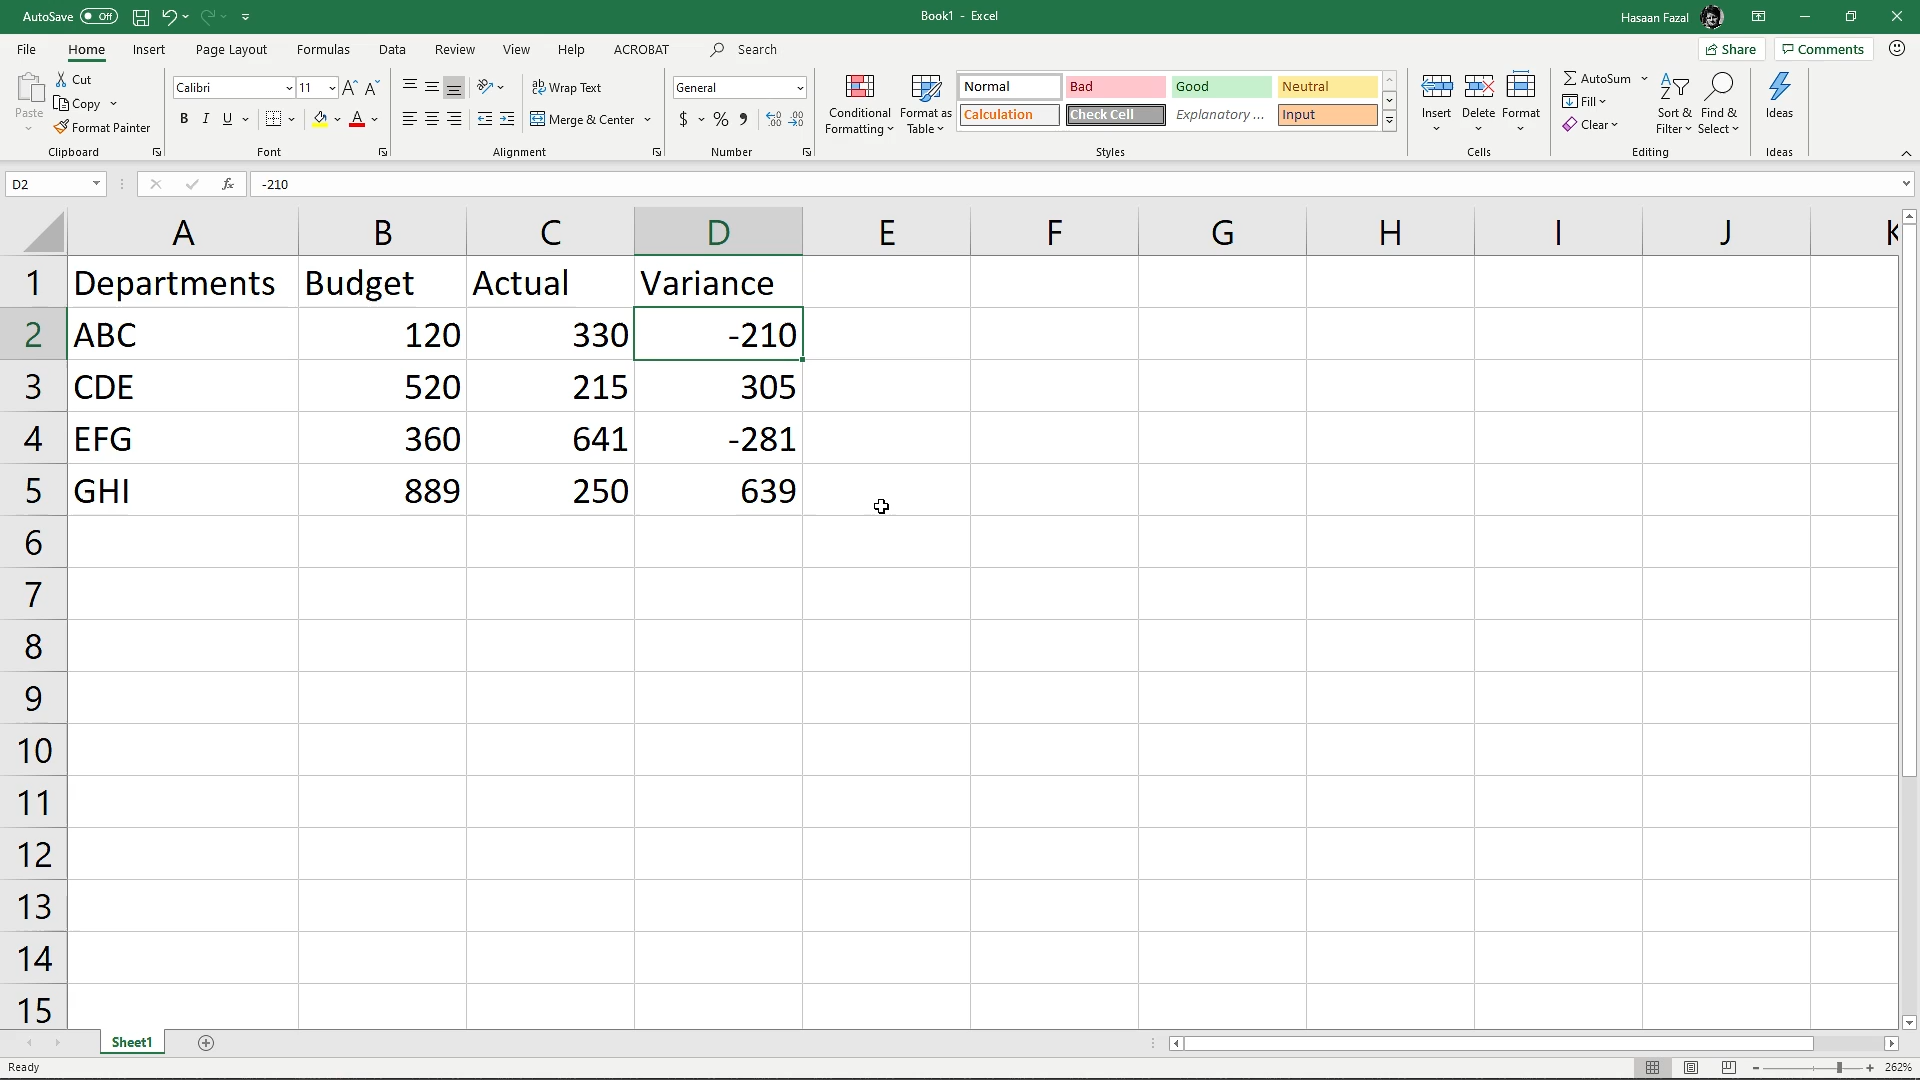 AutoSave Off
Book1 - Excel
Hasaan Fazal
File Home Insert Page Layout Formulas Data Review View Help ACROBAT Search
Share Comments
Paste
Cut
Copy
Format Painter
Clipboard
Calibri 11
B I U
A
Font
Wrap Text
Merge & Center
Alignment
General
$ %
Number
Conditional Formatting
Format as Table
Normal Bad Good Neutral
Calculation Check Cell Explanatory ... Input
Styles
Insert Delete Format
Cells
AutoSum
Fill
Clear
Sort & Filter
Find & Select
Editing
Ideas
Ideas
D2
fx
-210
A B C D E F G H I J K
1 Departments Budget Actual Variance
2 ABC 120 330 -210
3 CDE 520 215 305
4 EFG 360 641 -281
5 GHI 889 250 639
6
7
8
9
10
11
12
13
14
15
Sheet1
Ready
262%